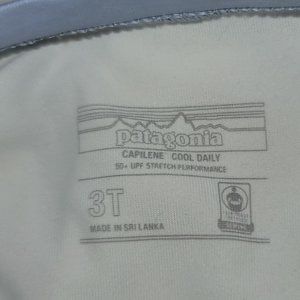 patagonia
CAPILENE COOL DAILY
50+ UPF STRETCH PERFORMANCE
3T
MADE IN SRI LANKA